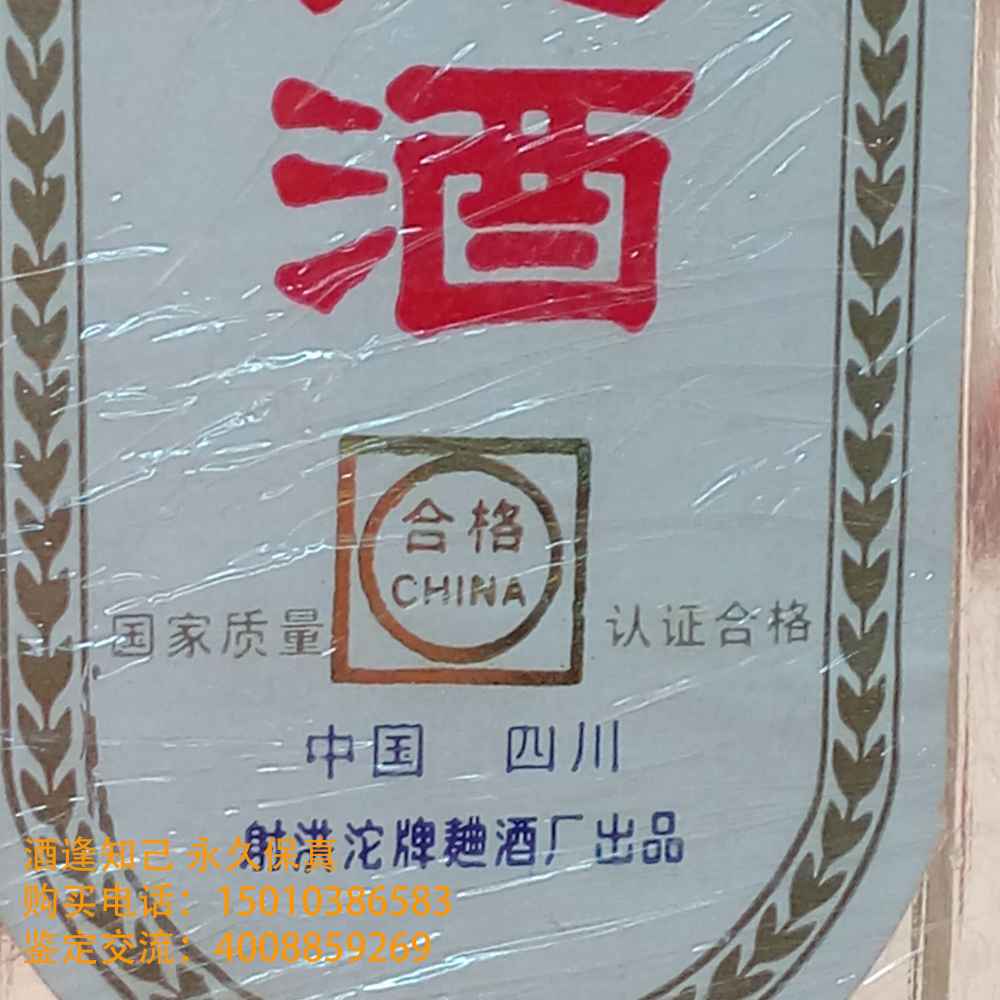 酒
合格
CHINA
国家质量 认证合格
中国 四川
射洪沱牌麯酒厂出品
酒逢知己 永久保真
购买电话：15010386583
鉴定交流：4008859269